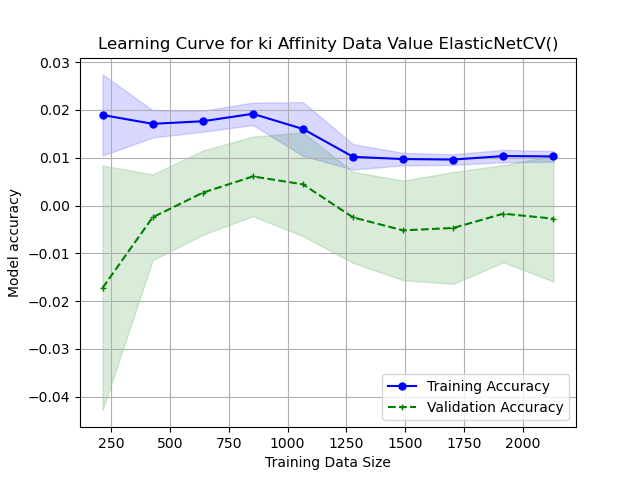 Learning Curve for ki Affinity Data Value ElasticNetCV()
0.03
0.02
0.01
0.00
−0.01
−0.02
−0.03
−0.04
Model accuracy
Training Accuracy
Validation Accuracy
250 500 750 1000 1250 1500 1750 2000
Training Data Size